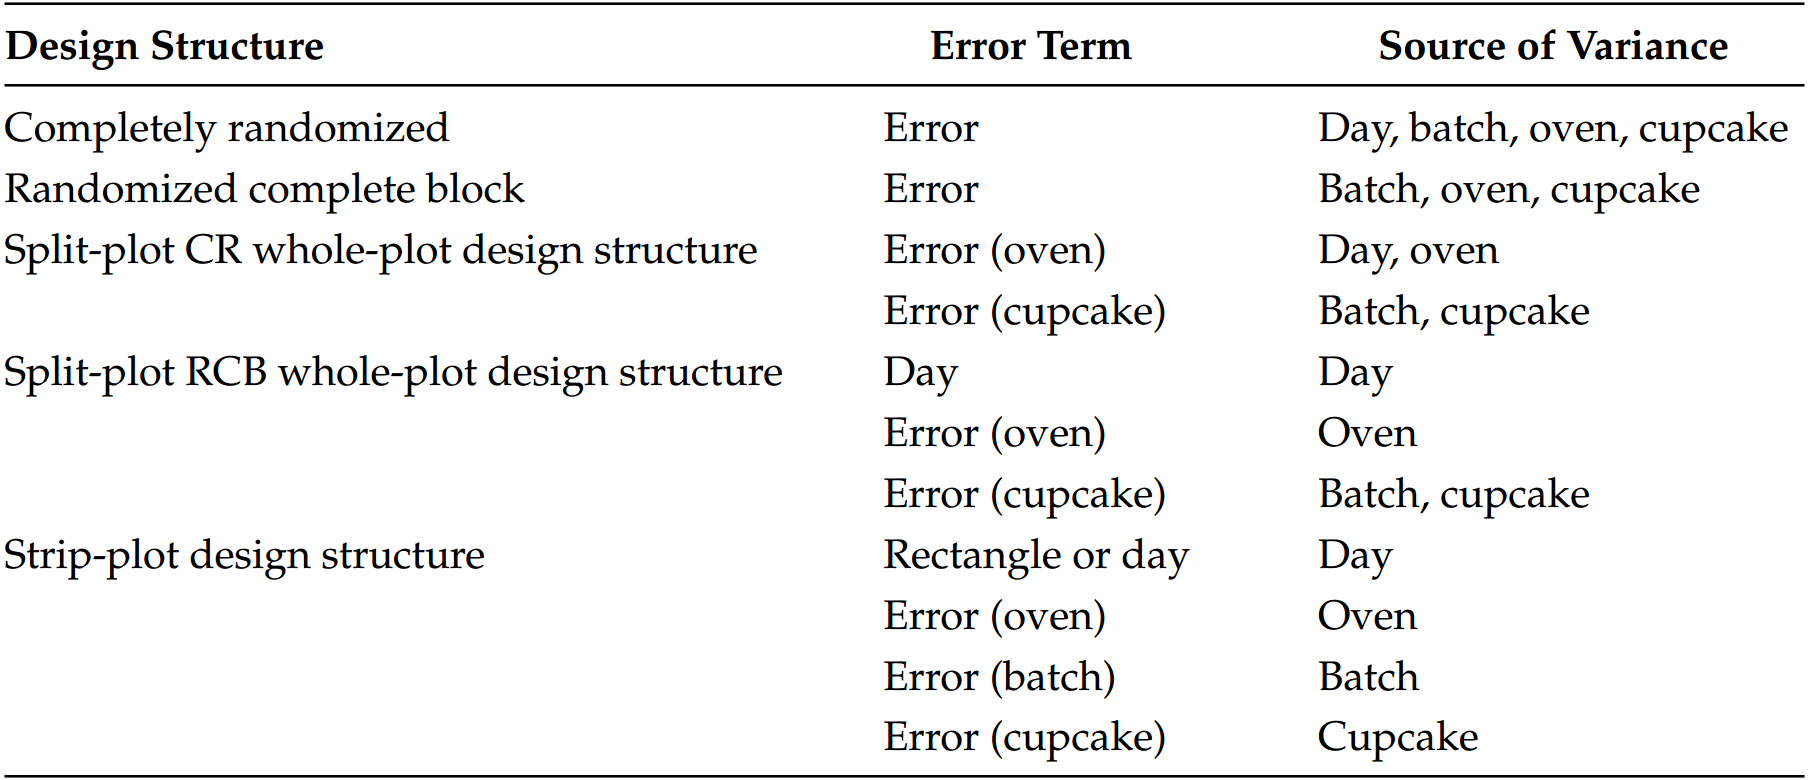 Design Structure Error Term Source of Variance
Completely randomized Error Day, batch, oven, cupcake
Randomized complete block Error Batch, oven, cupcake
Split-plot CR whole-plot design structure Error (oven) Day, oven
Error (cupcake) Batch, cupcake
Split-plot RCB whole-plot design structure Day Day
Error (oven) Oven
Error (cupcake) Batch, cupcake
Strip-plot design structure Rectangle or day Day
Error (oven) Oven
Error (batch) Batch
Error (cupcake) Cupcake